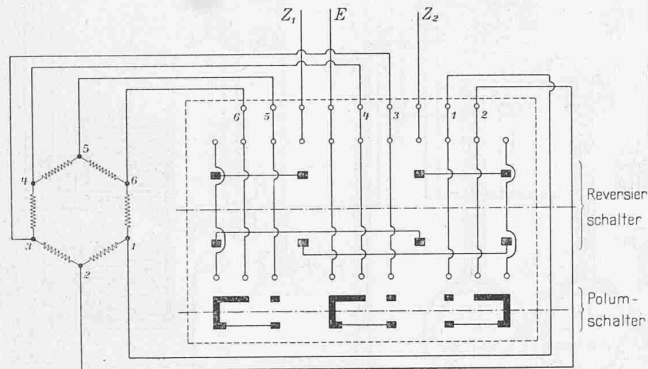 Z1 E Z2
6 5 4 3 1 2
5
4 6
3 1
2
Reversier
schalter
Polum-
schalter